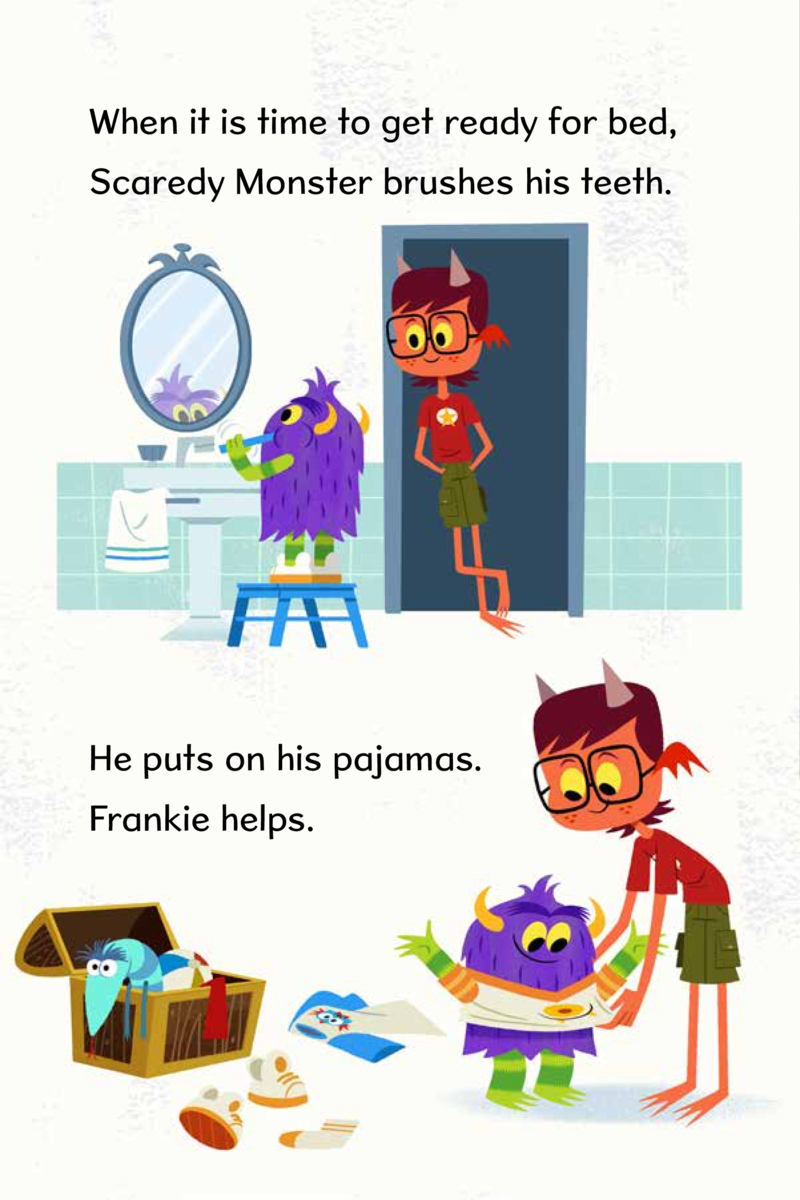 When it is time to get ready for bed,
Scaredy Monster brushes his teeth.
He puts on his pajamas.
Frankie helps.